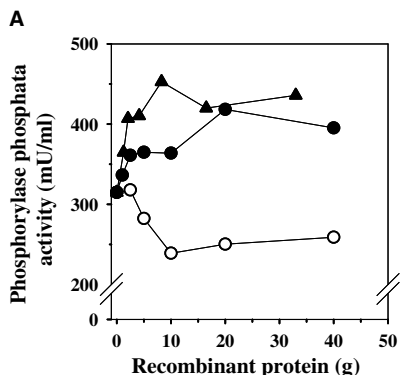 A
500
400
300
200
0
Phosphorylase phosphata
activity (mU/ml)
0 10 20 30 40 50
Recombinant protein (g)